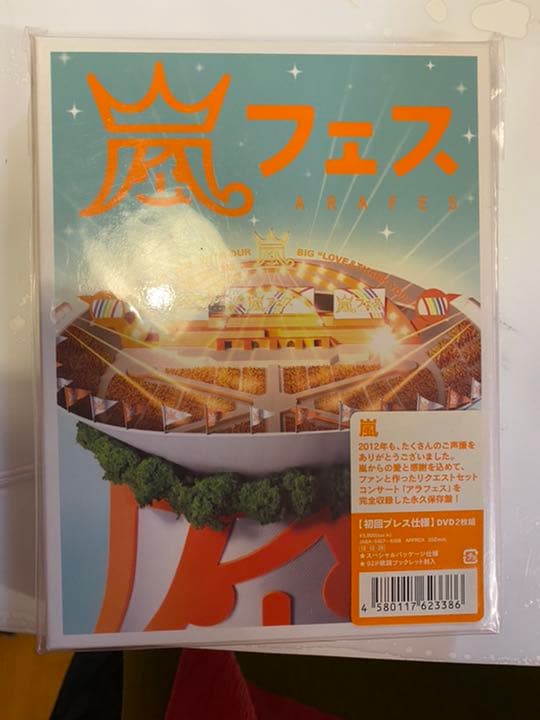 嵐フェス
ARAFES
OUR
BIG "LOVE &
嵐
嵐
2012年も、たくさんのご声援を
ありがとうございました。
嵐からの愛と感謝を込めて、
ファンと作ったリクエストセット
コンサート「アラフェス」を
完全収録した永久保存盤!
【初回プレス仕様】DVD2枚組
★スペシャルパッケージ仕様
★92P歌詞ブックレット封入
4 580117 623386